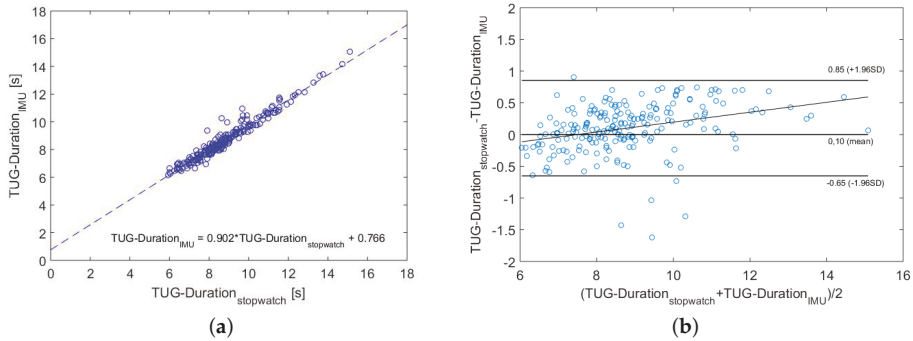 (a)
18
16
14
12
10
8
6
4
2
0
TUG-Duration_IMU [s]
TUG-Duration_IMU = 0.902*TUG-Duration_stopwatch + 0.766
0 2 4 6 8 10 12 14 16 18
TUG-Duration_stopwatch [s]
(a)
2
1.5
1
0.5
0
-0.5
-1
-1.5
-2
TUG-Duration_stopwatch-TUG-Duration_IMU
0.85 (+1.96SD)
0,10 (mean)
-0.65 (-1.96SD)
6 8 10 12 14 16
(TUG-Duration_stopwatch+TUG-Duration_IMU)/2
(b)